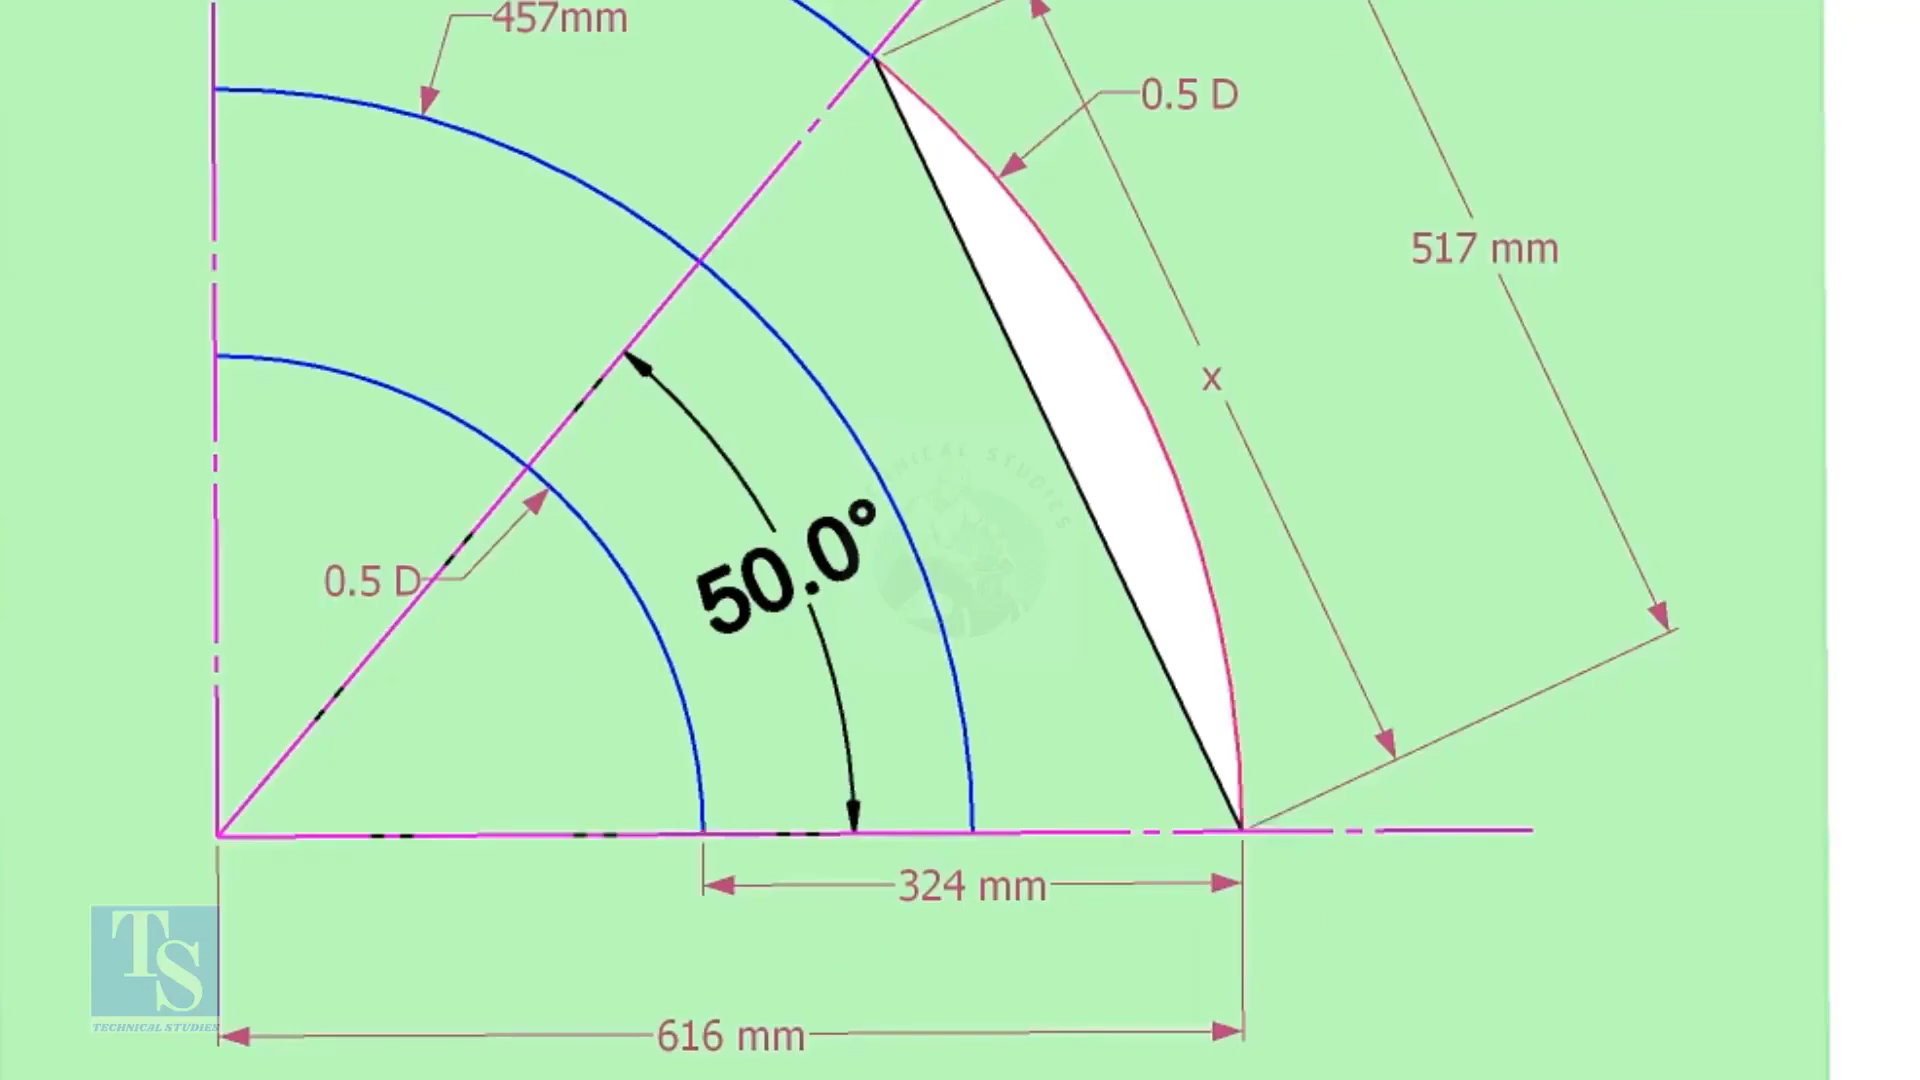 457mm
0.5 D
517 mm
x
50.0°
0.5 D
324 mm
616 mm
TS
TECHNICAL STUDIES